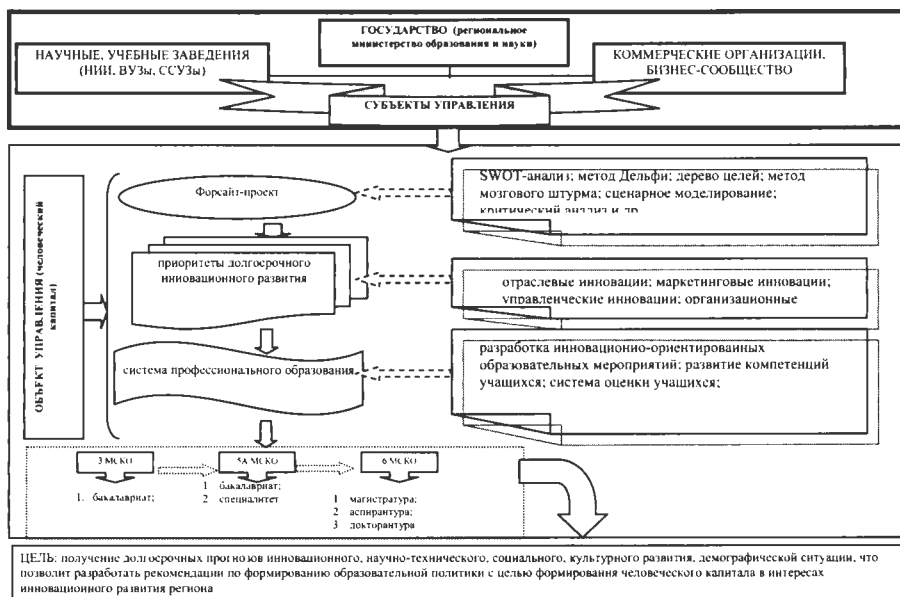 ГОСУДАРСТВО (региональное
министерство образования и науки)
НАУЧНЫЕ, УЧЕБНЫЕ ЗАВЕДЕНИЯ
(НИИ, ВУЗы, ССУЗы)
КОММЕРЧЕСКИЕ ОРГАНИЗАЦИИ,
БИЗНЕС-СООБЩЕСТВО
СУБЪЕКТЫ УПРАВЛЕНИЯ
ОБЪЕКТ УПРАВЛЕНИЯ (человеческий
капитал)
Форсайт-проект
SWOT-анализ; метод Дельфи; дерево целей; метод
мозгового штурма; сценарное моделирование;
критический анализ и др.
приоритеты долгосрочного
инновационного развития
отраслевые инновации; маркетинговые инновации;
управленческие инновации; организационные
система профессионального образования
разработка инновационно-ориентированных
образовательных мероприятий; развитие компетенций
учащихся; система оценки учащихся;
3 МСКО
5А МСКО
6 МСКО
1. бакалавриат;
1 бакалавриат;
2 специалитет
1 магистратура;
2 аспирантура;
3 докторантура
ЦЕЛЬ: получение долгосрочных прогнозов инновационного, научно-технического, социального, культурного развития, демографической ситуации, что
позволит разработать рекомендации по формированию образовательной политики с целью формирования человеческого капитала в интересах
инновационного развития региона